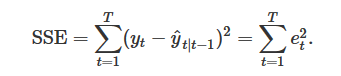 SSE = \sum_{t=1}^{T} (y_t - \hat{y}_{t|t-1})^2 = \sum_{t=1}^{T} e_t^2.